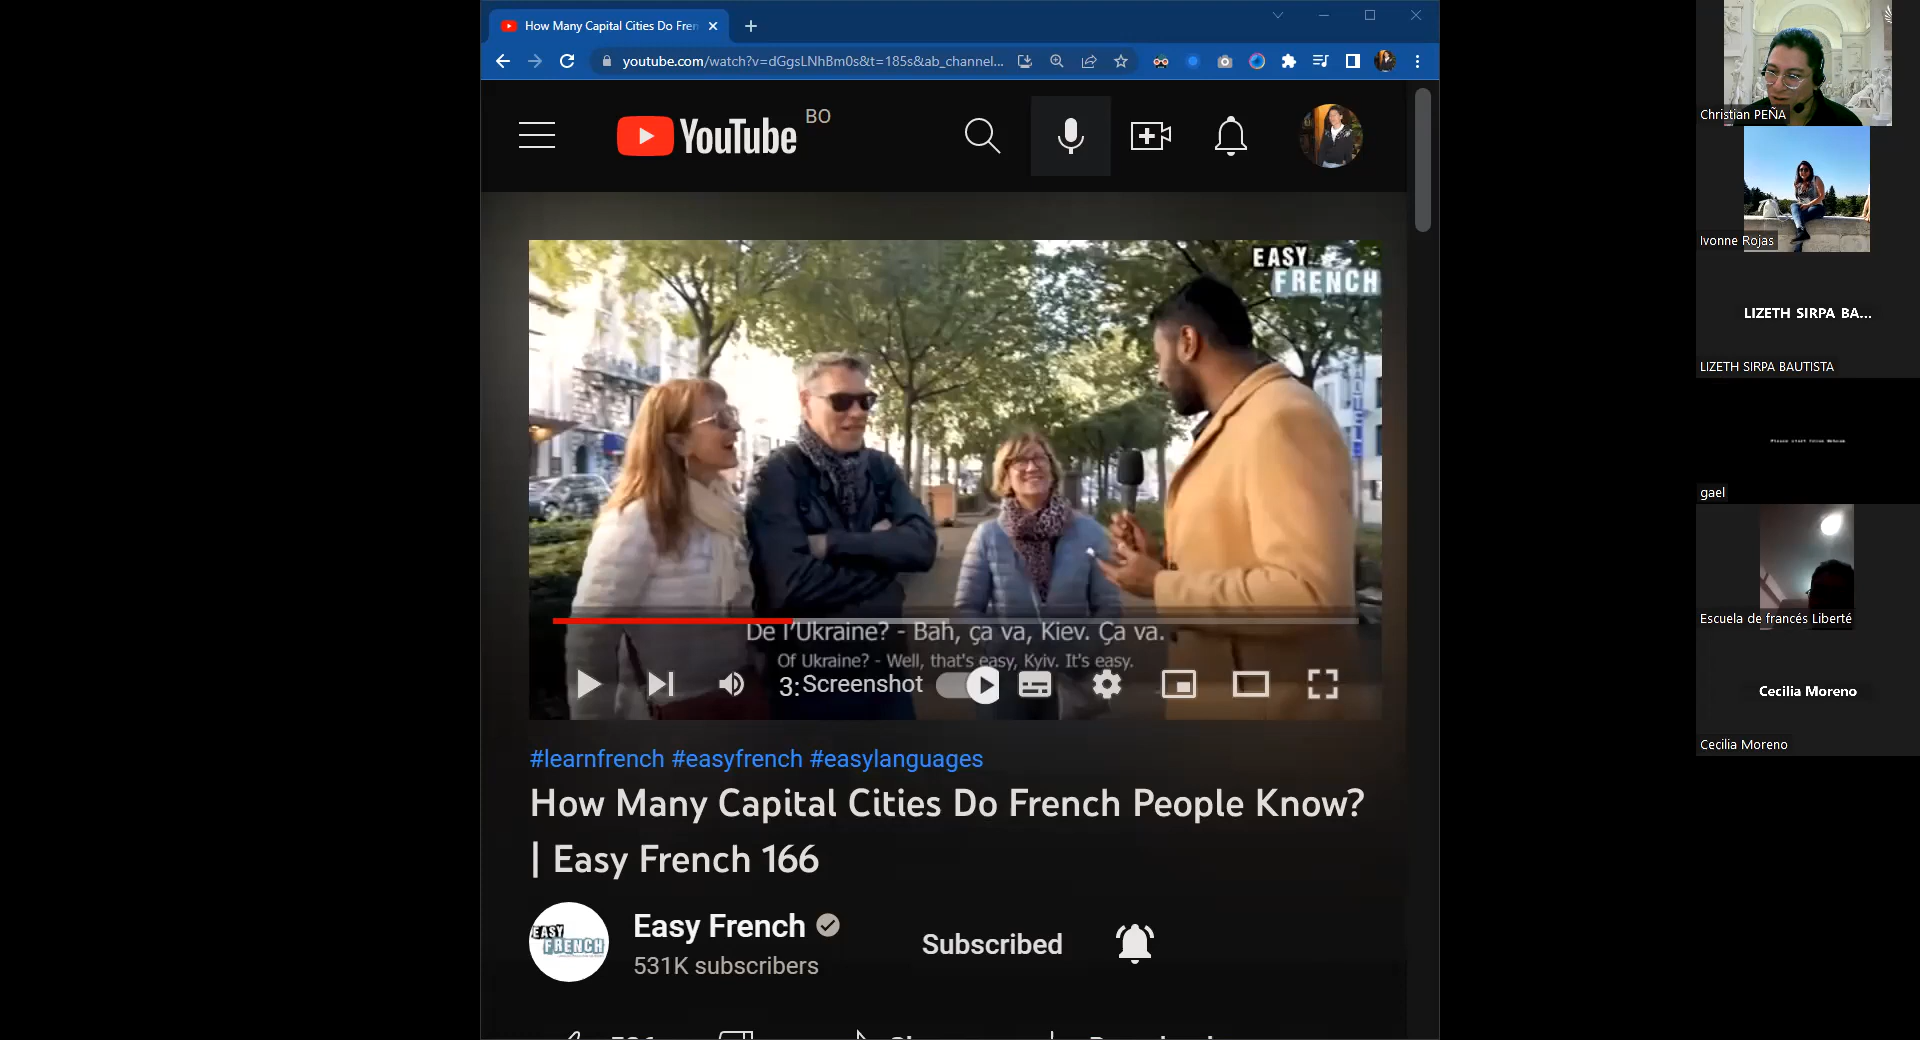 How Many Capital Cities Do Fren
youtube.com/watch?v=dGgsLNhBm0s&t=185s&ab_channel...
YouTube BO
EASY
FRENCH
De l'Ukraine? - Bah, ça va, Kiev. Ça va.
Of Ukraine? - Well, that's easy, Kyiv. It's easy.
3: Screenshot
#learnfrench #easyfrench #easylanguages
How Many Capital Cities Do French People Know?
| Easy French 166
EASY
FRENCH
Easy French
531K subscribers
Subscribed
Christian PEÑA
Ivonne Rojas
LIZETH SIRPA BA...
LIZETH SIRPA BAUTISTA
gael
Escuela de francés Liberté
Cecilia Moreno
Cecilia Moreno